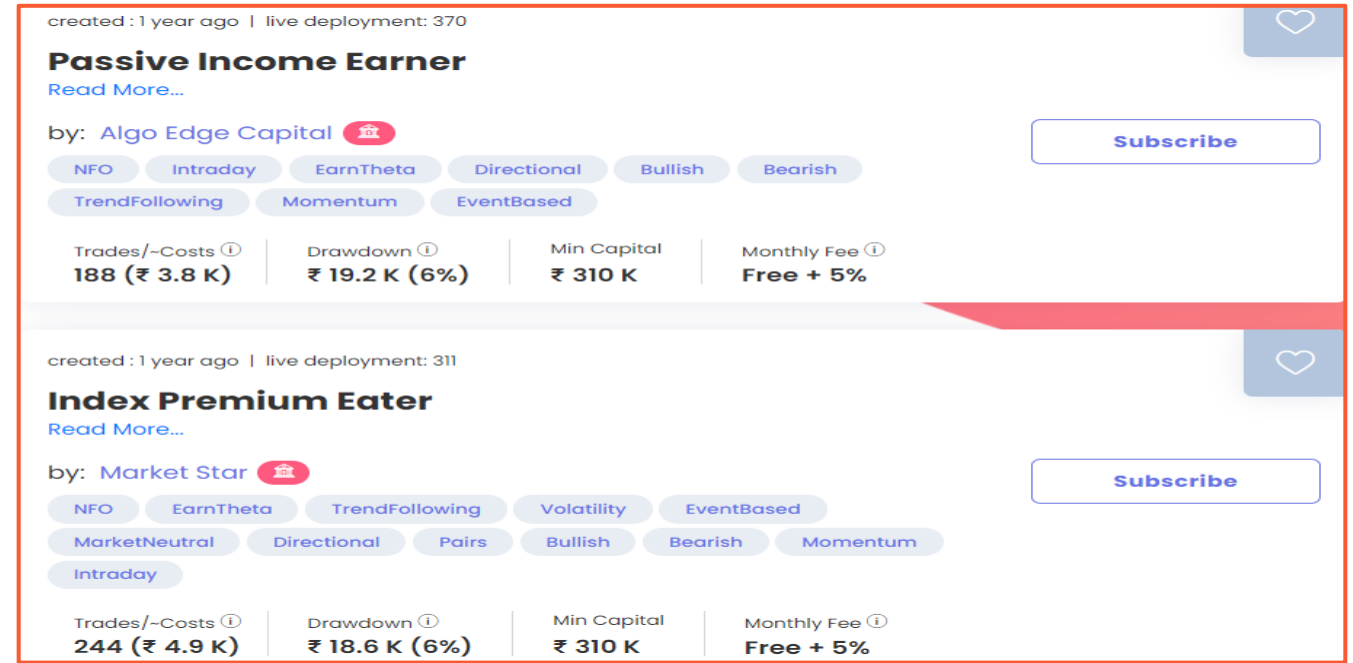 created : 1 year ago | live deployment: 370
Passive Income Earner
Read More...
by: Algo Edge Capital
Subscribe
NFO Intraday EarnTheta Directional Bullish Bearish
TrendFollowing Momentum EventBased
Trades/~Costs ⓘ Drawdown ⓘ Min Capital Monthly Fee ⓘ
188 (₹ 3.8 K) ₹ 19.2 K (6%) ₹ 310 K Free + 5%
created : 1 year ago | live deployment: 311
Index Premium Eater
Read More...
by: Market Star
Subscribe
NFO EarnTheta TrendFollowing Volatility EventBased
MarketNeutral Directional Pairs Bullish Bearish Momentum
Intraday
Trades/~Costs ⓘ Drawdown ⓘ Min Capital Monthly Fee ⓘ
244 (₹ 4.9 K) ₹ 18.6 K (6%) ₹ 310 K Free + 5%